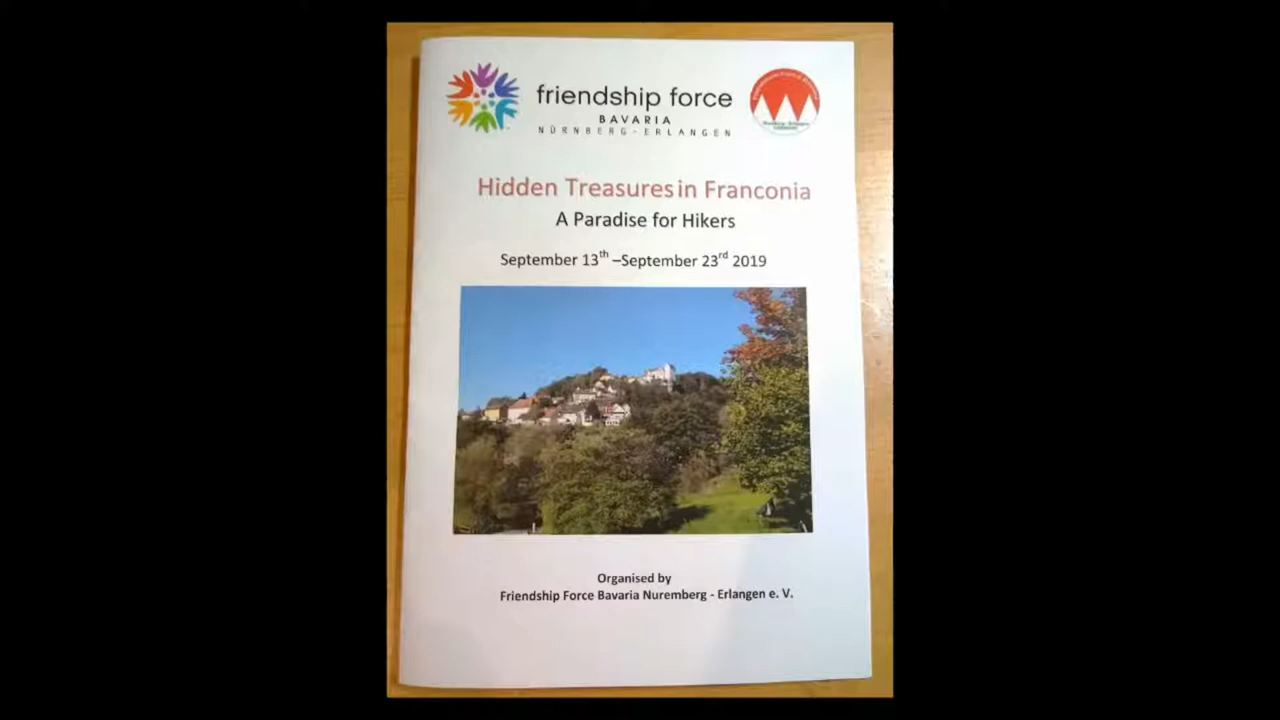 friendship force
BAVARIA
NÜRNBERG-ERLANGEN
Hidden Treasures in Franconia
A Paradise for Hikers
September 13th –September 23rd 2019
Organised by
Friendship Force Bavaria Nuremberg - Erlangen e. V.